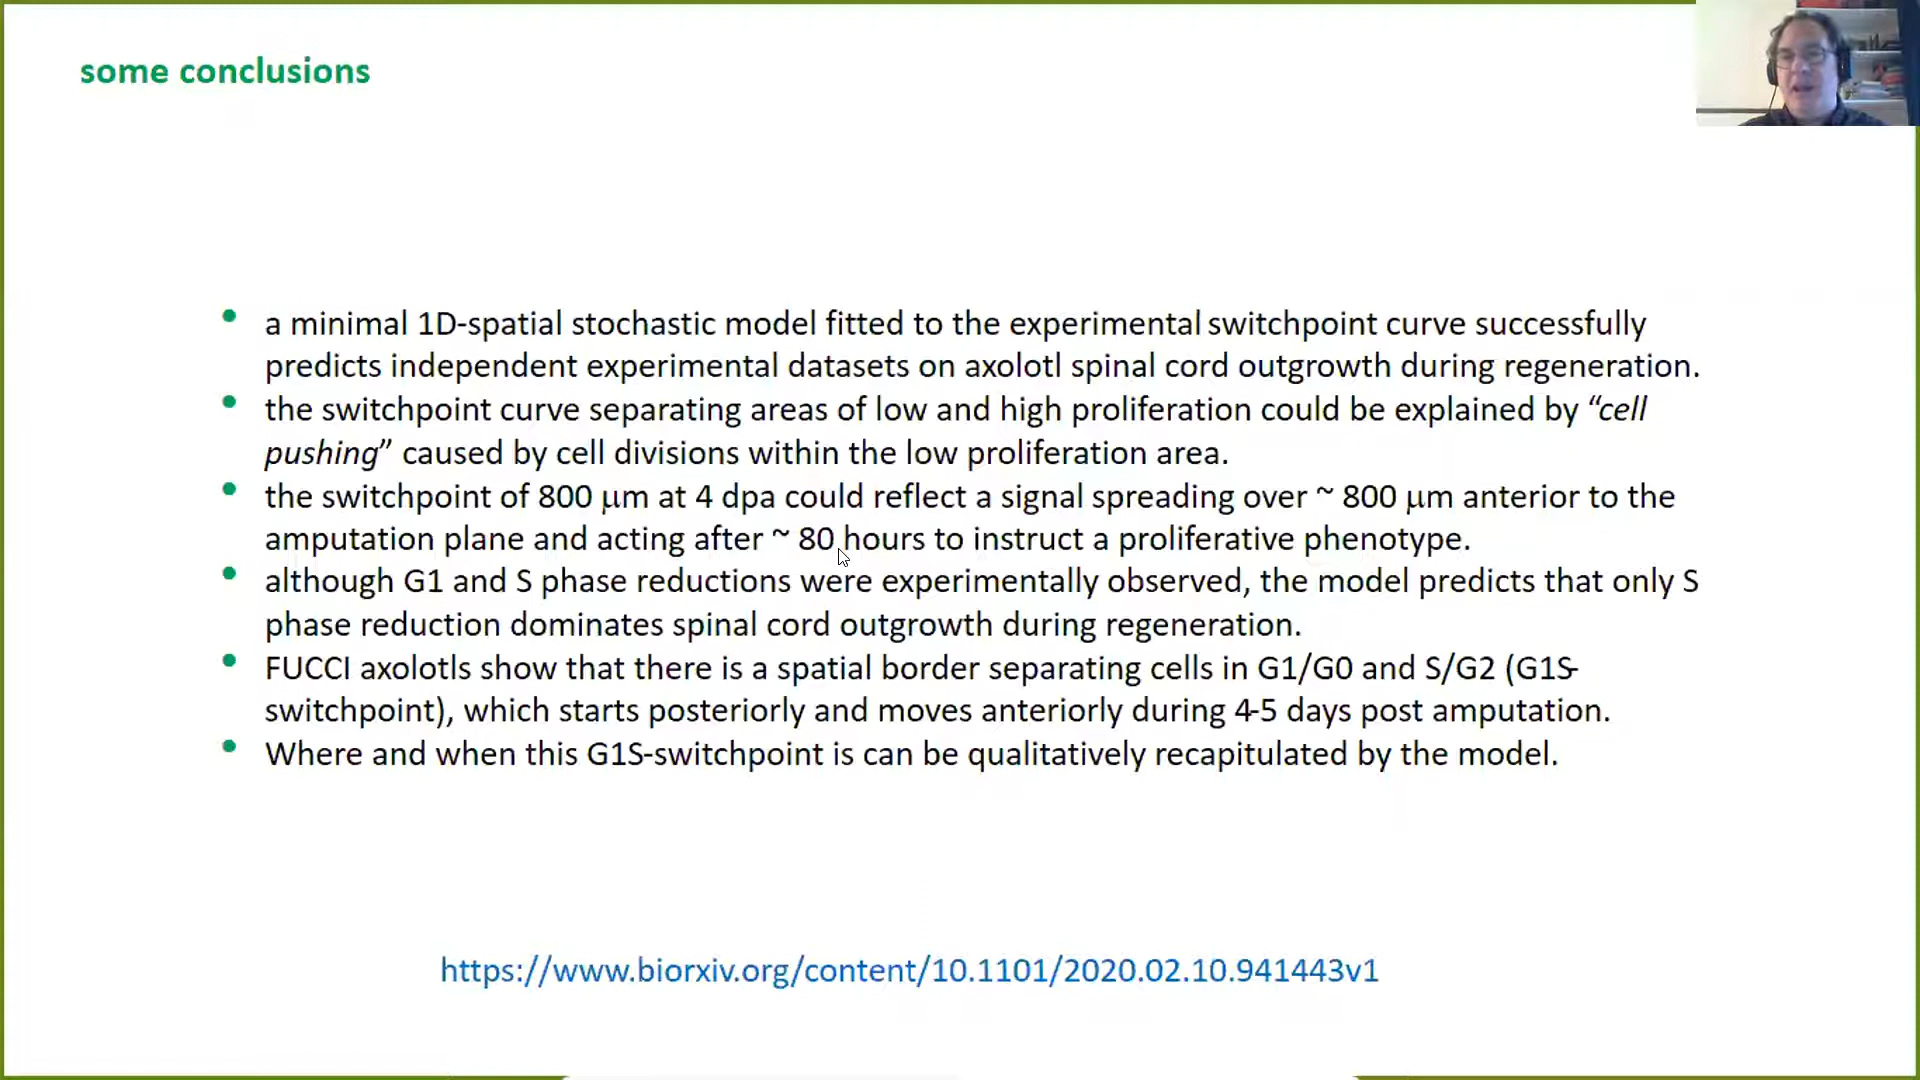 some conclusions
• a minimal 1D-spatial stochastic model fitted to the experimental switchpoint curve successfully
predicts independent experimental datasets on axolotl spinal cord outgrowth during regeneration.
• the switchpoint curve separating areas of low and high proliferation could be explained by “cell
pushing” caused by cell divisions within the low proliferation area.
• the switchpoint of 800 μm at 4 dpa could reflect a signal spreading over ~ 800 μm anterior to the
amputation plane and acting after ~ 80 hours to instruct a proliferative phenotype.
• although G1 and S phase reductions were experimentally observed, the model predicts that only S
phase reduction dominates spinal cord outgrowth during regeneration.
• FUCCI axolotls show that there is a spatial border separating cells in G1/G0 and S/G2 (G1S-
switchpoint), which starts posteriorly and moves anteriorly during 4-5 days post amputation.
• Where and when this G1S-switchpoint is can be qualitatively recapitulated by the model.
https://www.biorxiv.org/content/10.1101/2020.02.10.941443v1